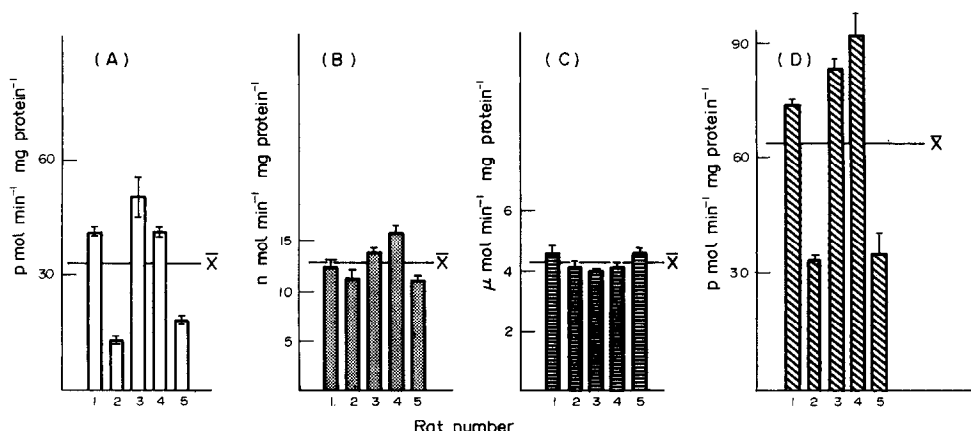 (A)
p mol min⁻¹ mg protein⁻¹
60
30
X̄
1 2 3 4 5
(B)
n mol min⁻¹ mg protein⁻¹
15
10
5
X̄
1. 2 3 4 5
(C)
μ mol min⁻¹ mg protein⁻¹
6
4
2
X̄
1 2 3 4 5
(D)
p mol min⁻¹ mg protein⁻¹
90
60
30
X̄
1 2 3 4 5
Rat number